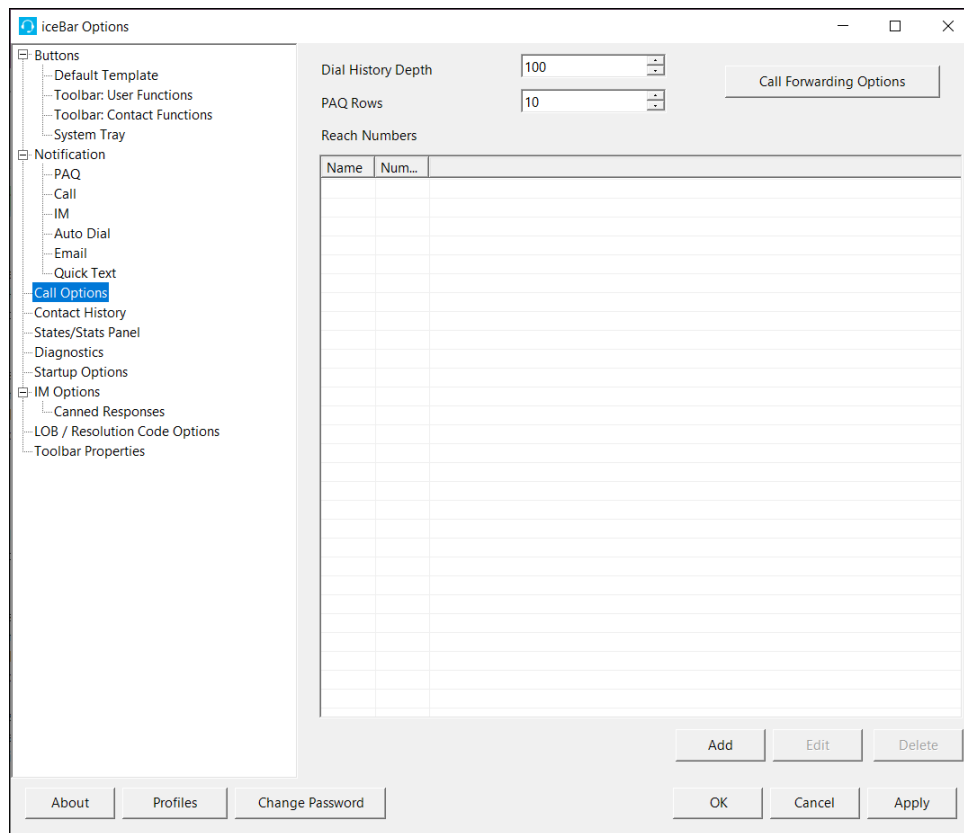 iceBar Options
Buttons
Default Template
Toolbar: User Functions
Toolbar: Contact Functions
System Tray
Notification
PAQ
Call
IM
Auto Dial
Email
Quick Text
Call Options
Contact History
States/Stats Panel
Diagnostics
Startup Options
IM Options
Canned Responses
LOB / Resolution Code Options
Toolbar Properties
Dial History Depth 100
Call Forwarding Options
PAQ Rows 10
Reach Numbers
Name Num...
Add Edit Delete
About Profiles Change Password OK Cancel Apply